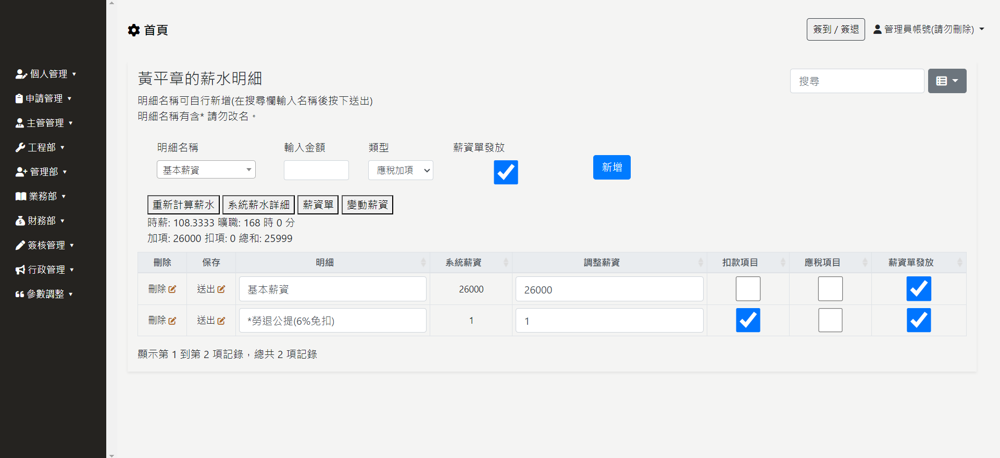 首頁
簽到 / 簽退
管理員帳號(請勿刪除)
個人管理
申請管理
主管管理
工程部
管理部
業務部
財務部
簽核管理
行政管理
參數調整
黃平章的薪水明細
搜尋
明細名稱可自行新增(在搜尋欄輸入名稱後按下送出)
明細名稱有含* 請勿改名。
明細名稱 輸入金額 類型 薪資單發放
基本薪資 應稅加項 新增
重新計算薪水 系統薪水詳細 薪資單 變動薪資
時薪: 108.3333 曠職: 168 時 0 分
加項: 26000 扣項: 0 總和: 25999
刪除 保存 明細 系統薪資 調整薪資 扣款項目 應稅項目 薪資單發放
刪除 送出 基本薪資 26000 26000
刪除 送出 *勞退公提(6%免扣) 1 1
顯示第 1 到第 2 項記錄，總共 2 項記錄